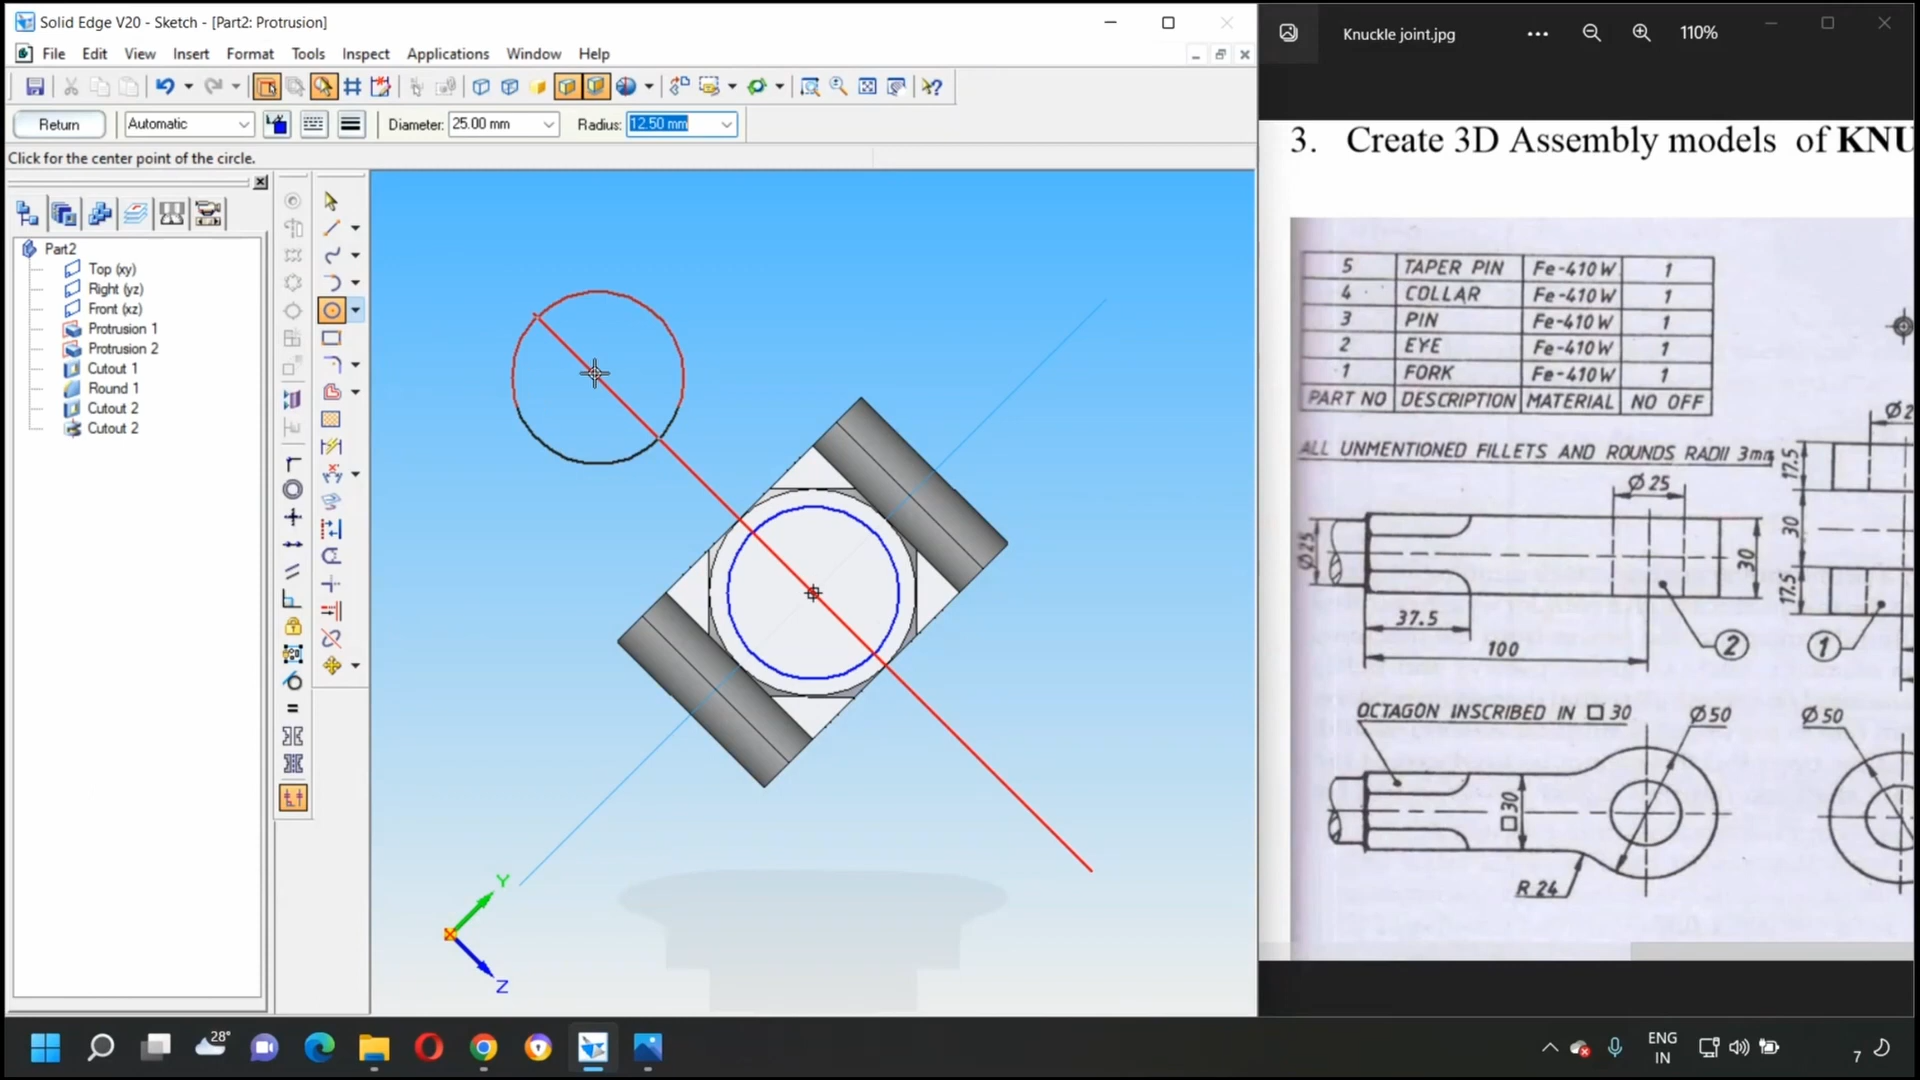 Solid Edge V20 - Sketch - [Part2: Protrusion]
File Edit View Insert Format Tools Inspect Applications Window Help
Return Automatic Diameter: 25.00 mm Radius: 12.50 mm
Click for the center point of the circle.
Part2
Top (xy)
Right (yz)
Front (xz)
Protrusion 1
Protrusion 2
Cutout 1
Round 1
Cutout 2
Cutout 2
Y
Z
Knuckle joint.jpg
110%
3. Create 3D Assembly models of KNU
5 TAPER PIN Fe-410W 1
4 COLLAR Fe-410W 1
3 PIN Fe-410W 1
2 EYE Fe-410W 1
1 FORK Fe-410W 1
PART NO DESCRIPTION MATERIAL NO OFF
Ø2
ALL UNMENTIONED FILLETS AND ROUNDS RADII 3mm
17.5
Ø 25
Ø25
30
30
17.5
37.5
100
2
1
OCTAGON INSCRIBED IN □ 30
Ø50
Ø50
□30
R 24
28°
ENG
IN
7